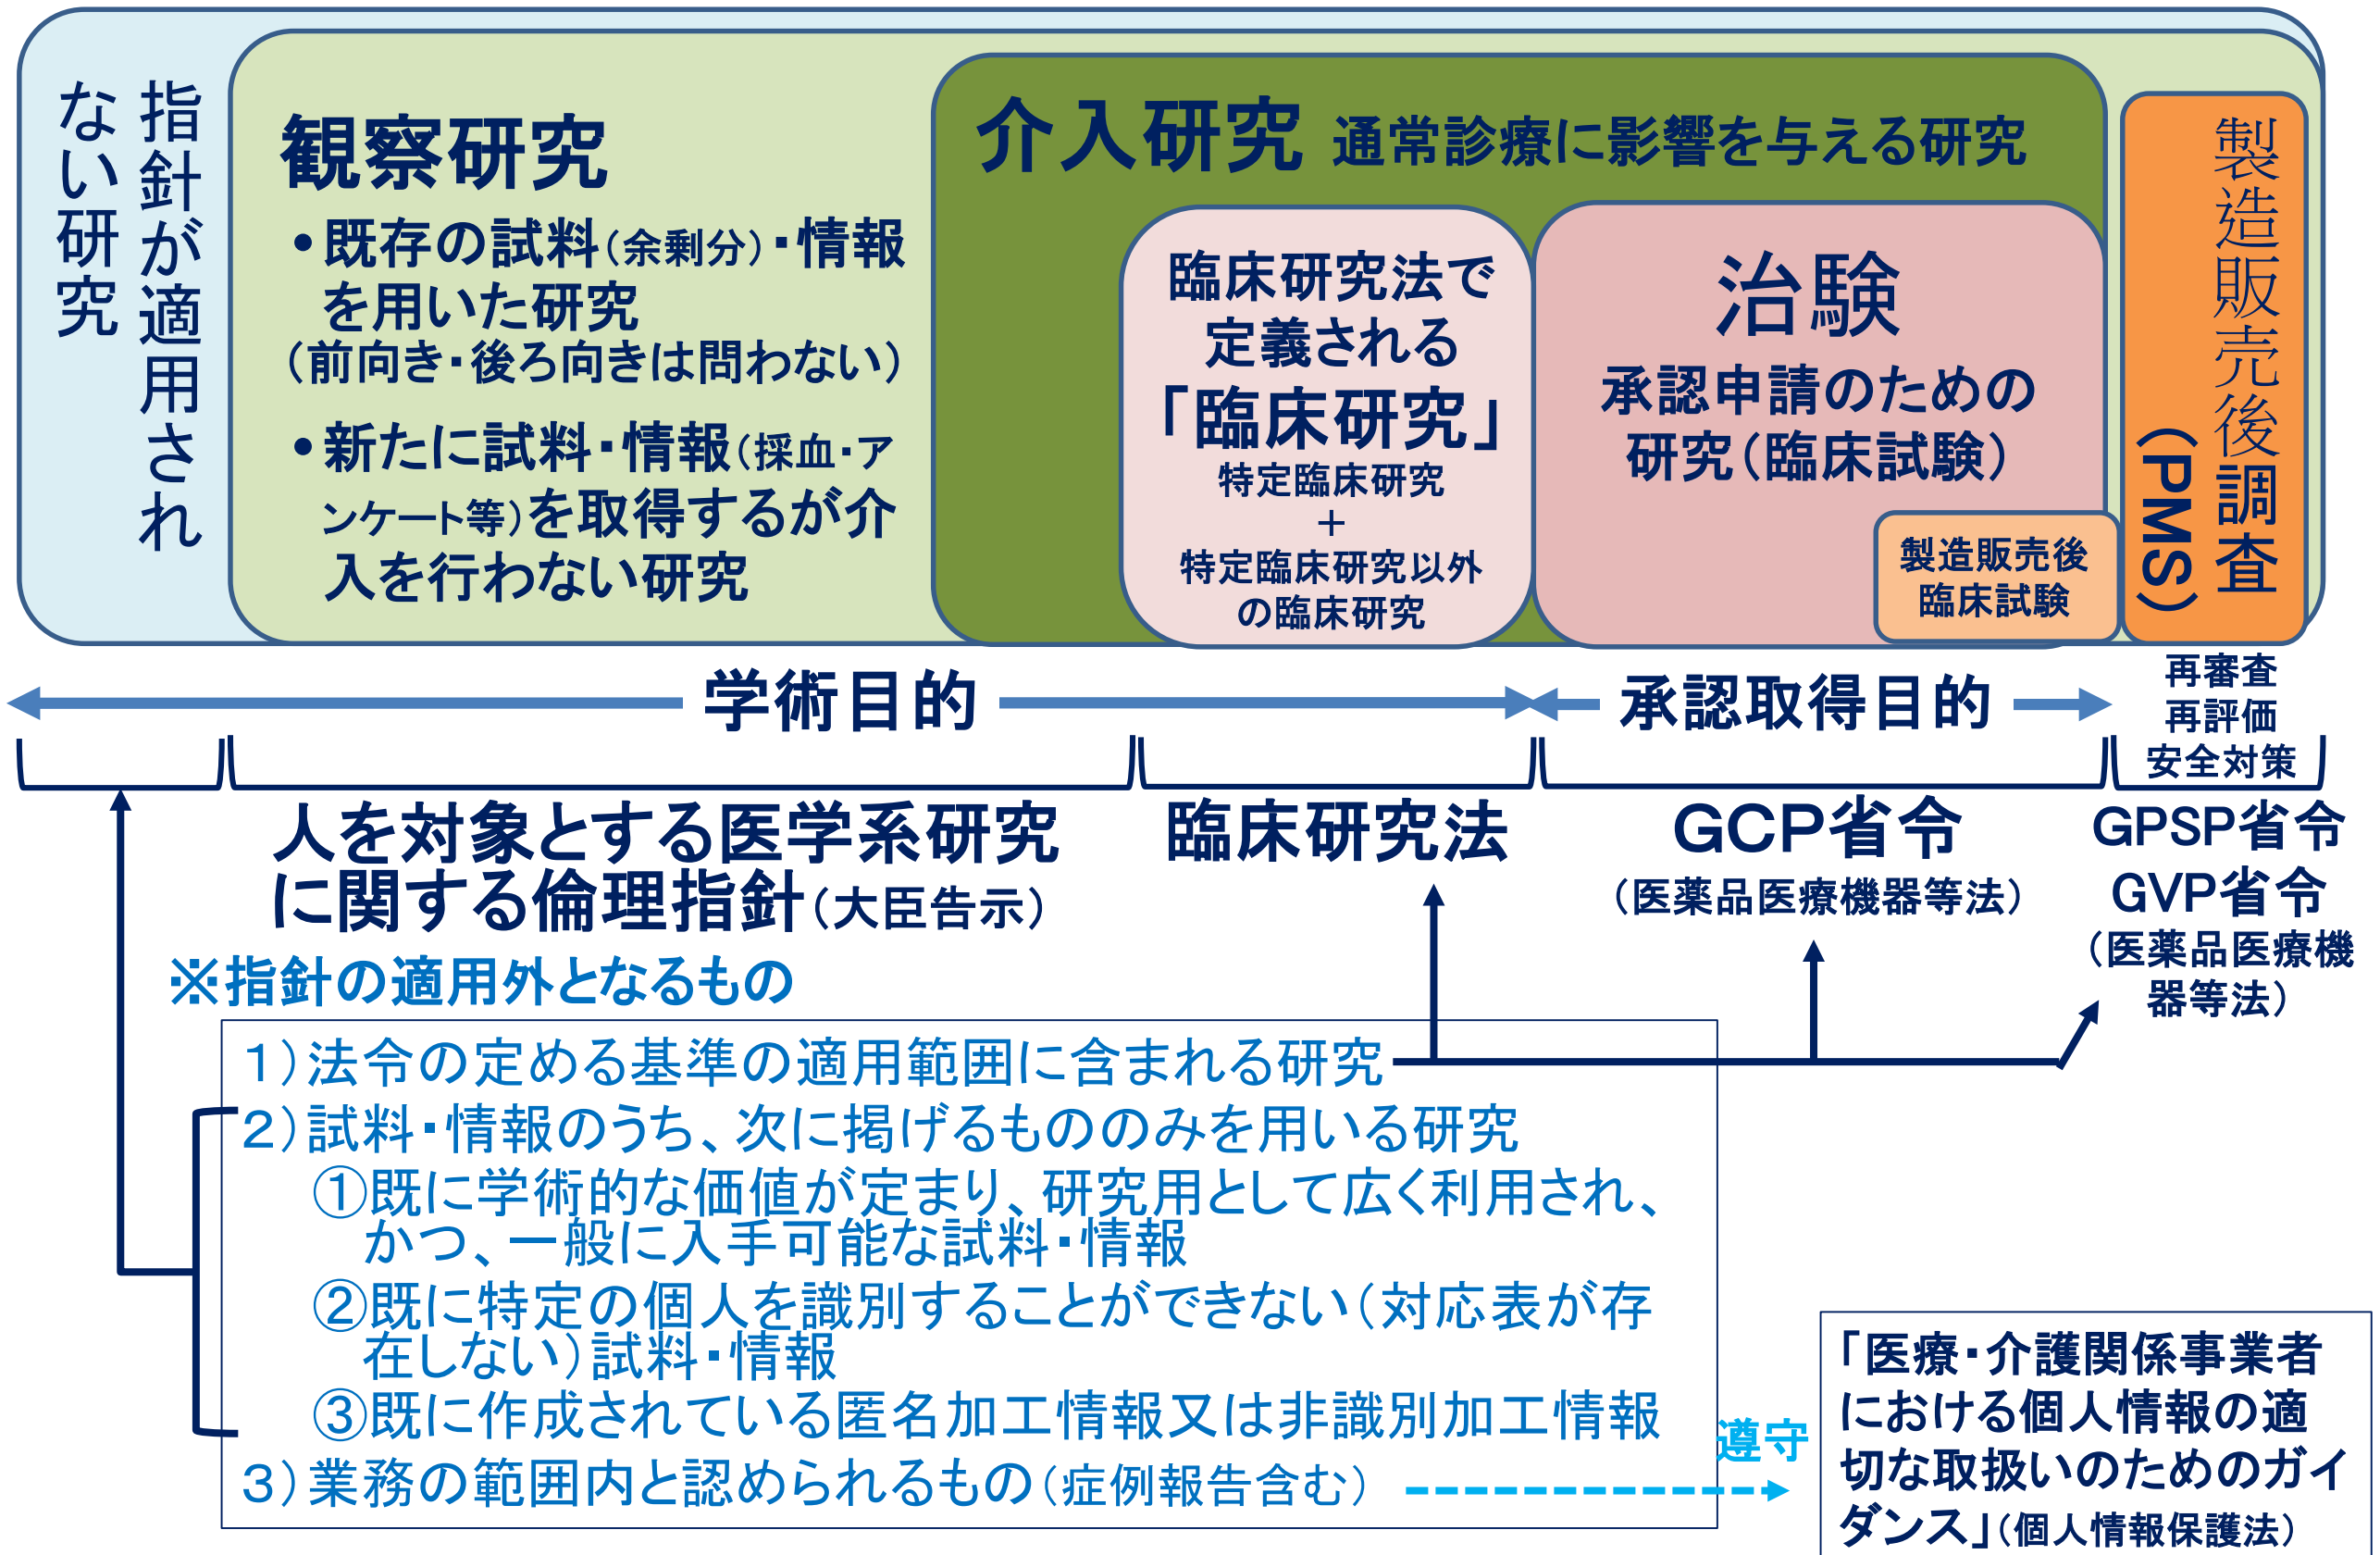 指針が適用され
ない研究
観察研究
・既存の試料（余剰分）・情報
を用いた研究
（前向き・後ろ向きは問わない）
・新たに試料・情報（採血・ア
ンケート等）を取得するが介
入を行わない研究
介入研究 通常診療に影響を与える研究
臨床研究法で
定義される
「臨床研究」
特定臨床研究
＋
特定臨床研究以外
の臨床研究
治験
承認申請のための
研究（臨床試験）
製造販売後
臨床試験
製造販売後調査
（PMS）
学術目的
承認取得目的
再審査
再評価
安全対策
人を対象とする医学系研究
に関する倫理指針（大臣告示）
臨床研究法
GCP省令
（医薬品医療機器等法）
GPSP省令
GVP省令
（医薬品医療機
器等法）
※指針の適用外となるもの
１）法令の定める基準の適用範囲に含まれる研究
２）試料・情報のうち、次に掲げるもののみを用いる研究
①既に学術的な価値が定まり、研究用として広く利用され、
かつ、一般に入手可能な試料・情報
②既に特定の個人を識別することができない（対応表が存
在しない）試料・情報
③既に作成されている匿名加工情報又は非識別加工情報
３）業務の範囲内と認められるもの（症例報告含む）
遵守
「医療・介護関係事業者
における個人情報の適
切な取扱いのためのガイ
ダンス」（個人情報保護法）